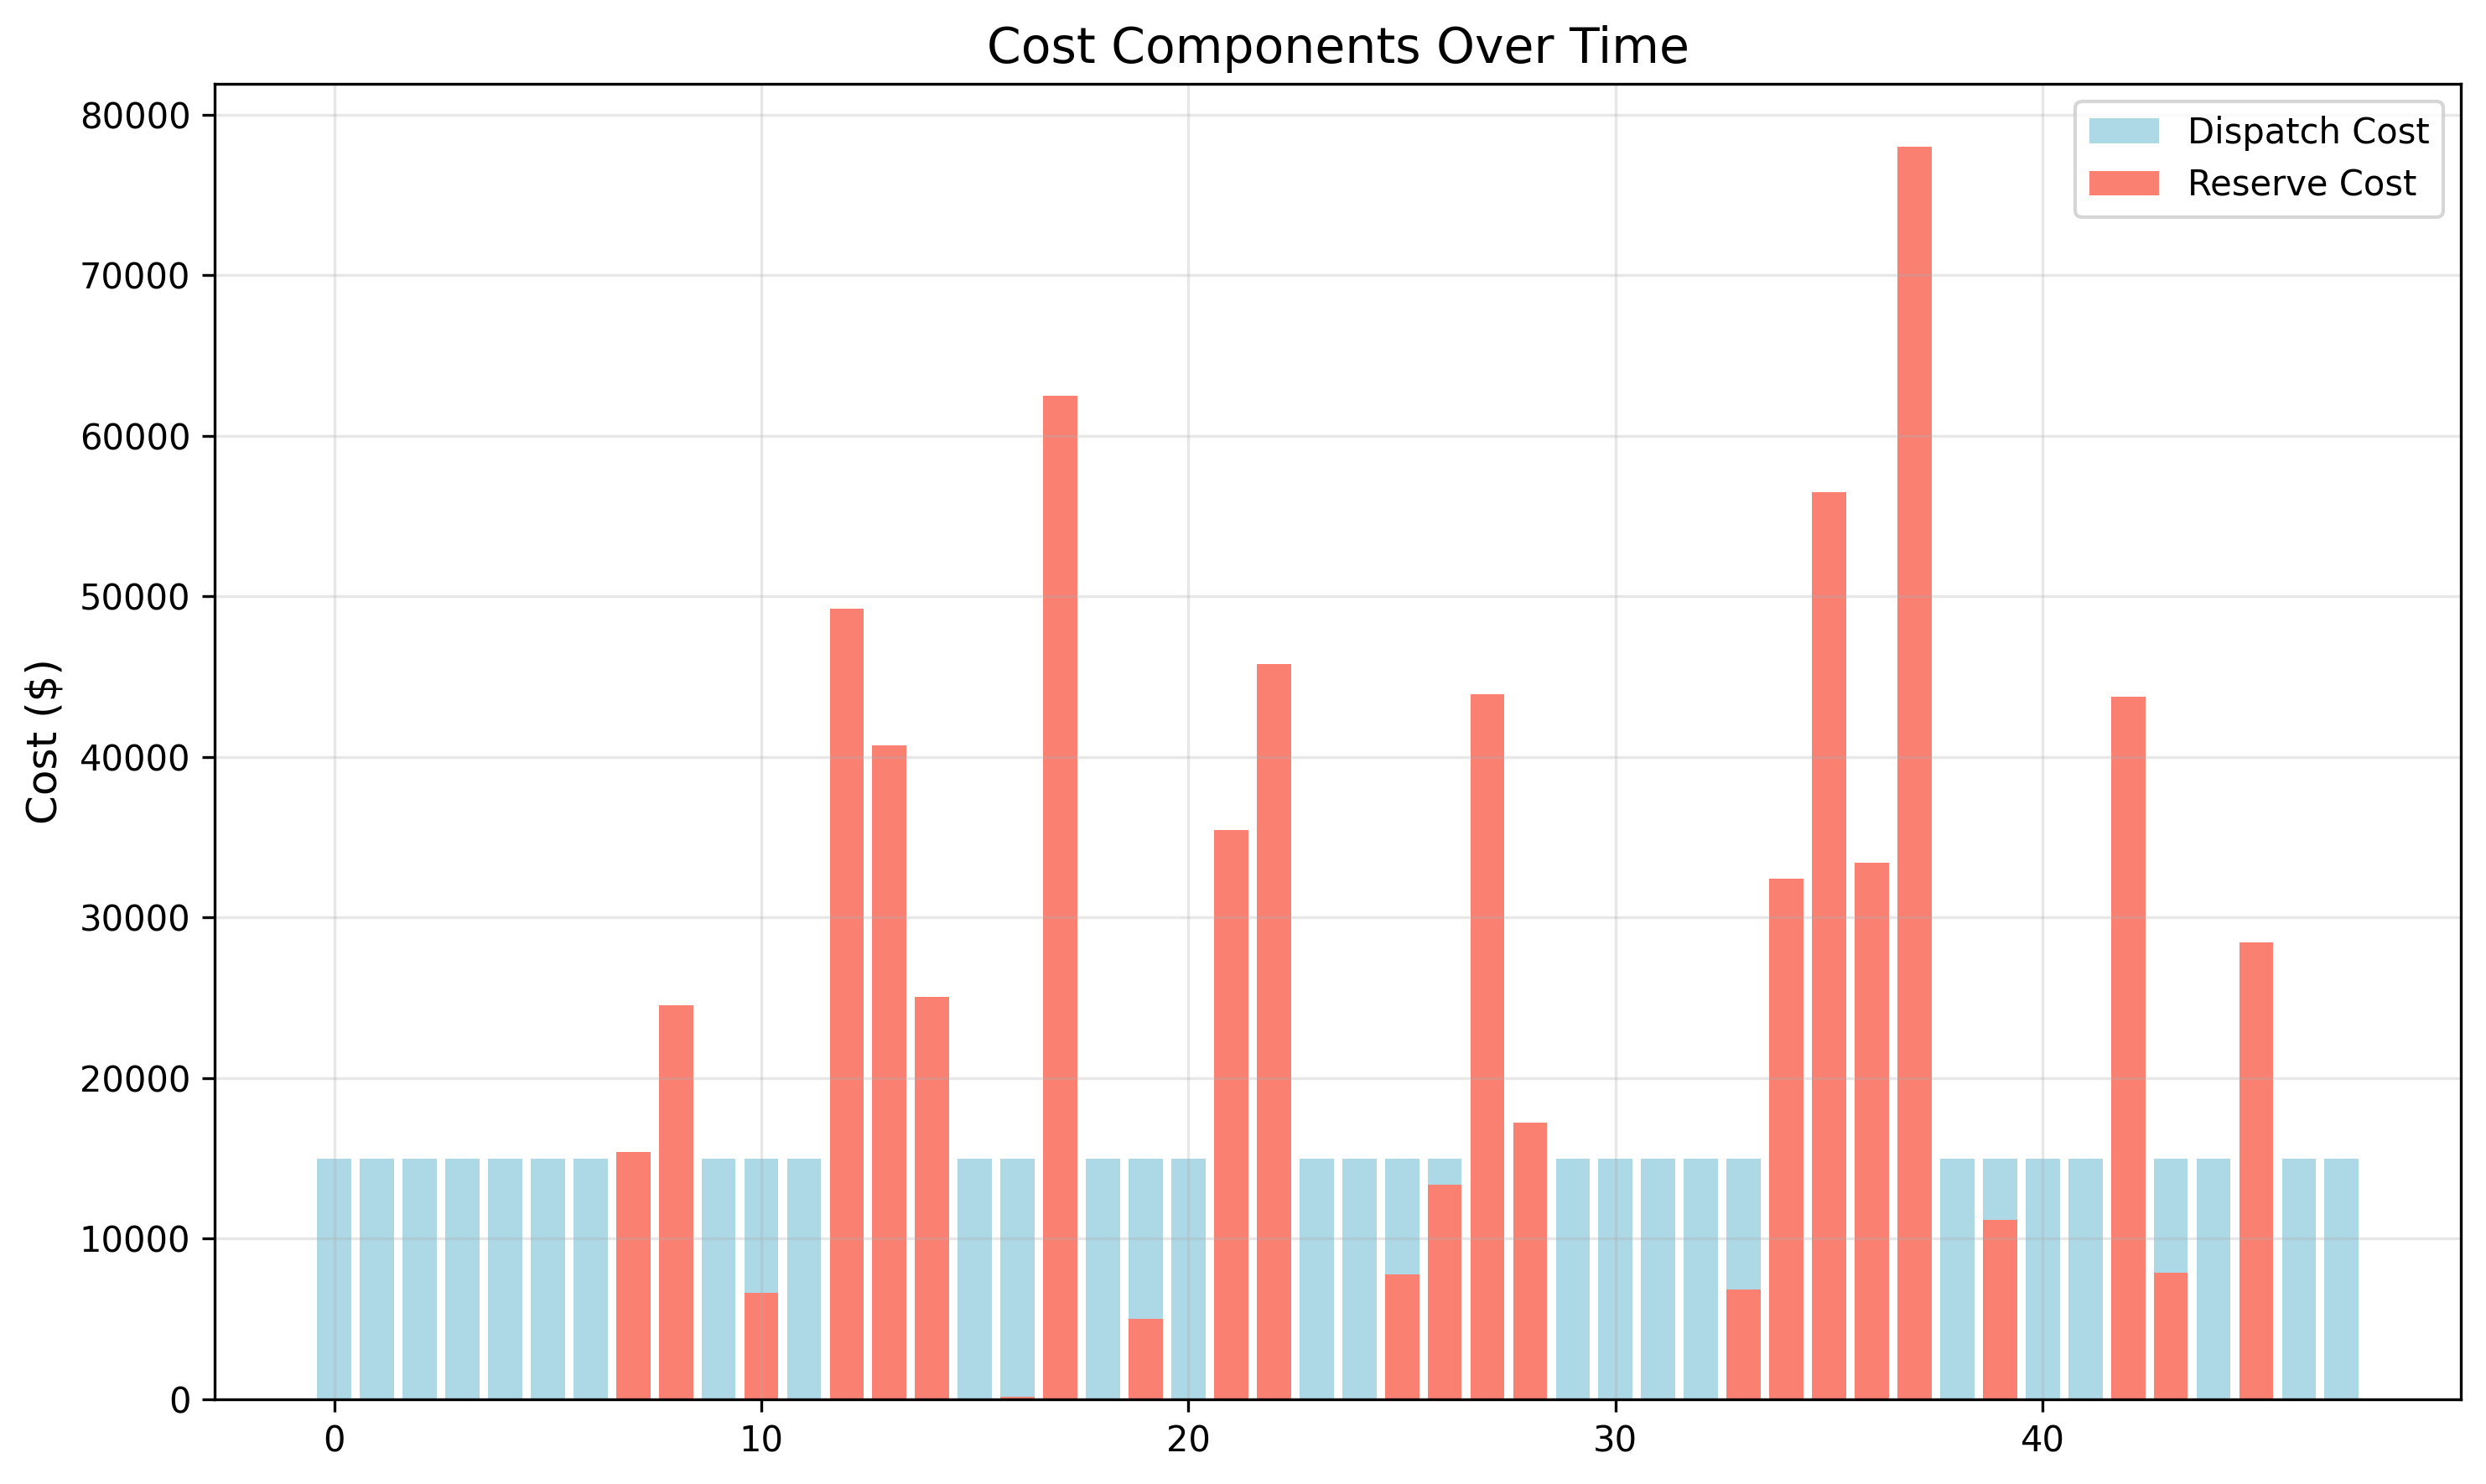 Cost Components Over Time
Dispatch Cost
Reserve Cost
Cost ($)
80000
70000
60000
50000
40000
30000
20000
10000
0
0 10 20 30 40